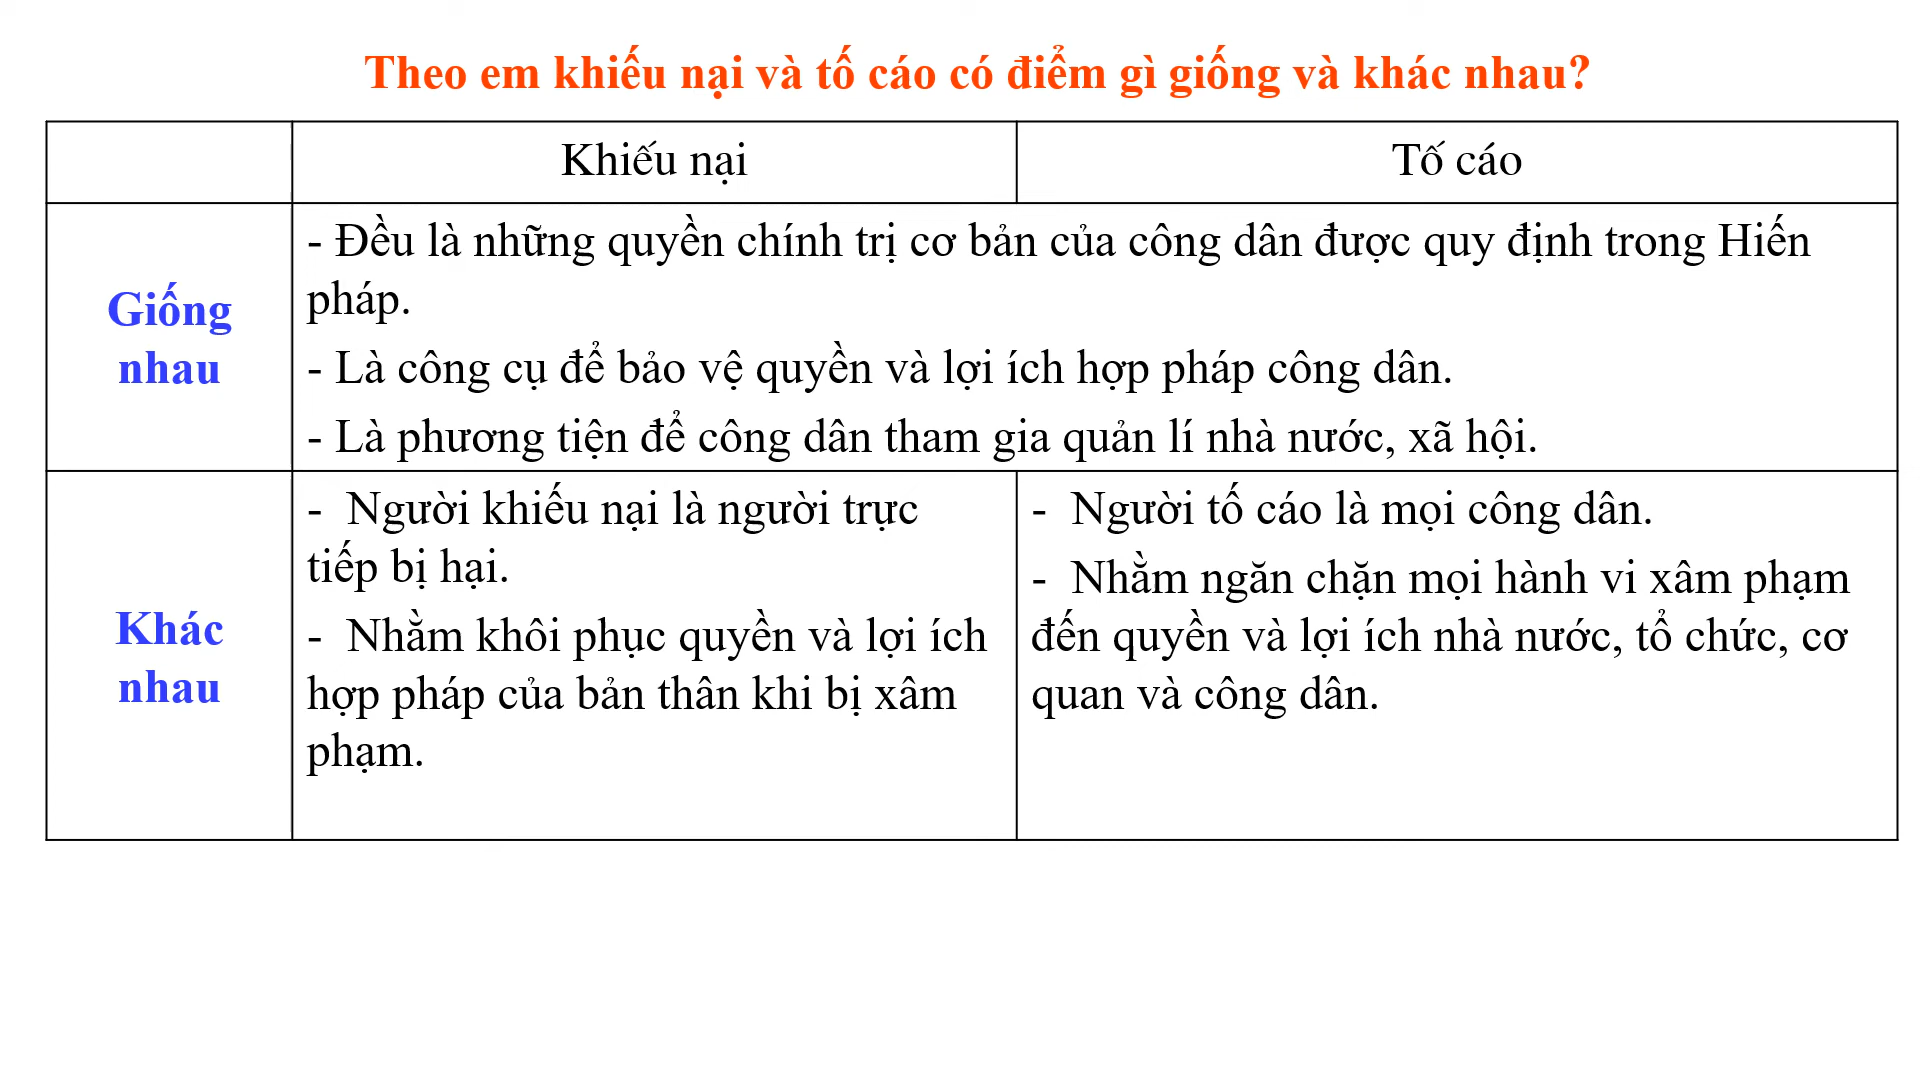 Theo em khiếu nại và tố cáo có điểm gì giống và khác nhau?
Khiếu nại
Tố cáo
Giống
nhau
- Đều là những quyền chính trị cơ bản của công dân được quy định trong Hiến
pháp.
- Là công cụ để bảo vệ quyền và lợi ích hợp pháp công dân.
- Là phương tiện để công dân tham gia quản lí nhà nước, xã hội.
Khác
nhau
- Người khiếu nại là người trực
tiếp bị hại.
- Nhằm khôi phục quyền và lợi ích
hợp pháp của bản thân khi bị xâm
phạm.
- Người tố cáo là mọi công dân.
- Nhằm ngăn chặn mọi hành vi xâm phạm
đến quyền và lợi ích nhà nước, tổ chức, cơ
quan và công dân.